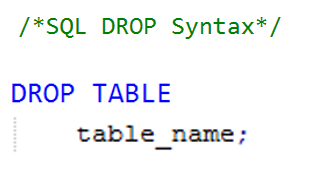 /*SQL DROP Syntax*/
DROP TABLE
table_name;